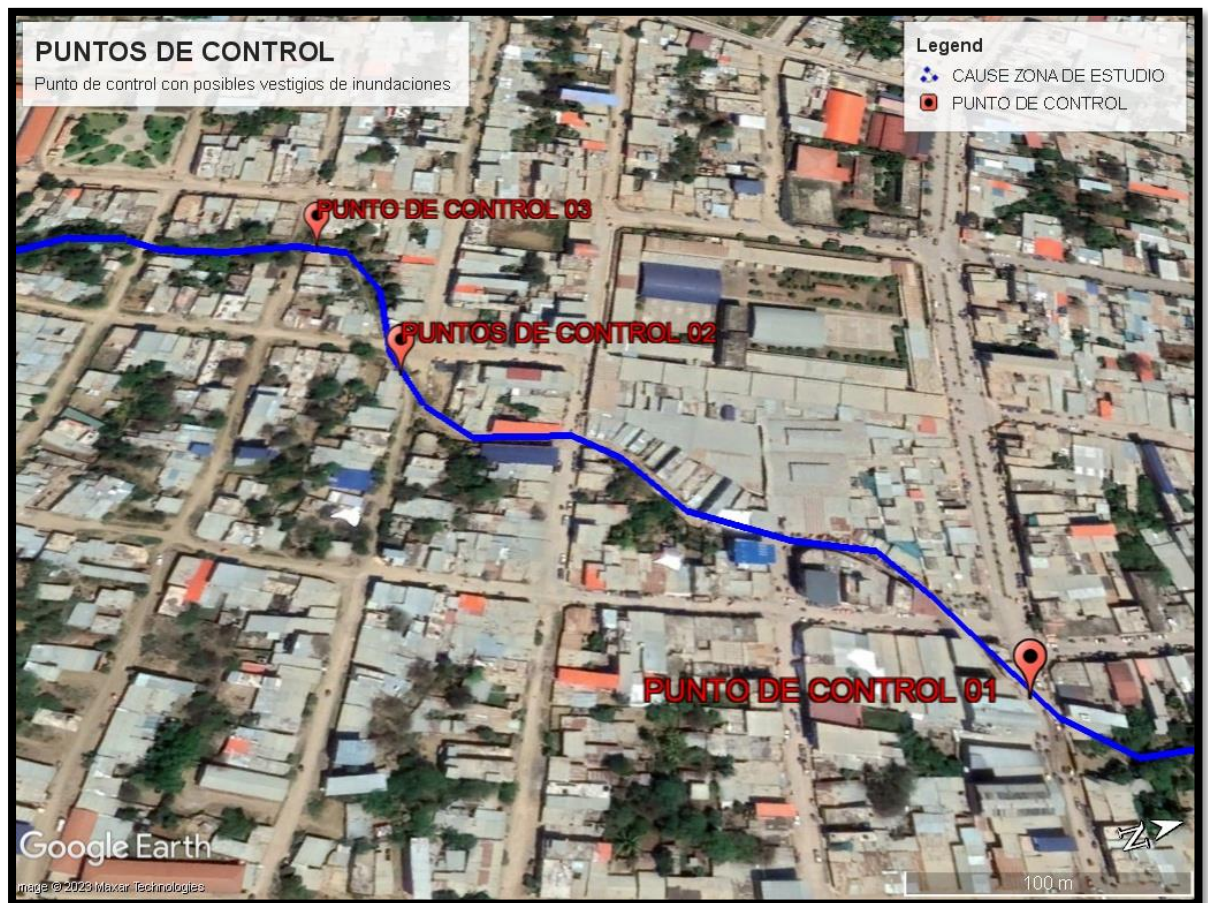 PUNTOS DE CONTROL
Punto de control con posibles vestigios de inundaciones
Legend
CAUSE ZONA DE ESTUDIO
PUNTO DE CONTROL
PUNTO DE CONTROL 03
PUNTOS DE CONTROL 02
PUNTO DE CONTROL 01
Google Earth
mage © 2023 Maxar Technologies
N
100 m